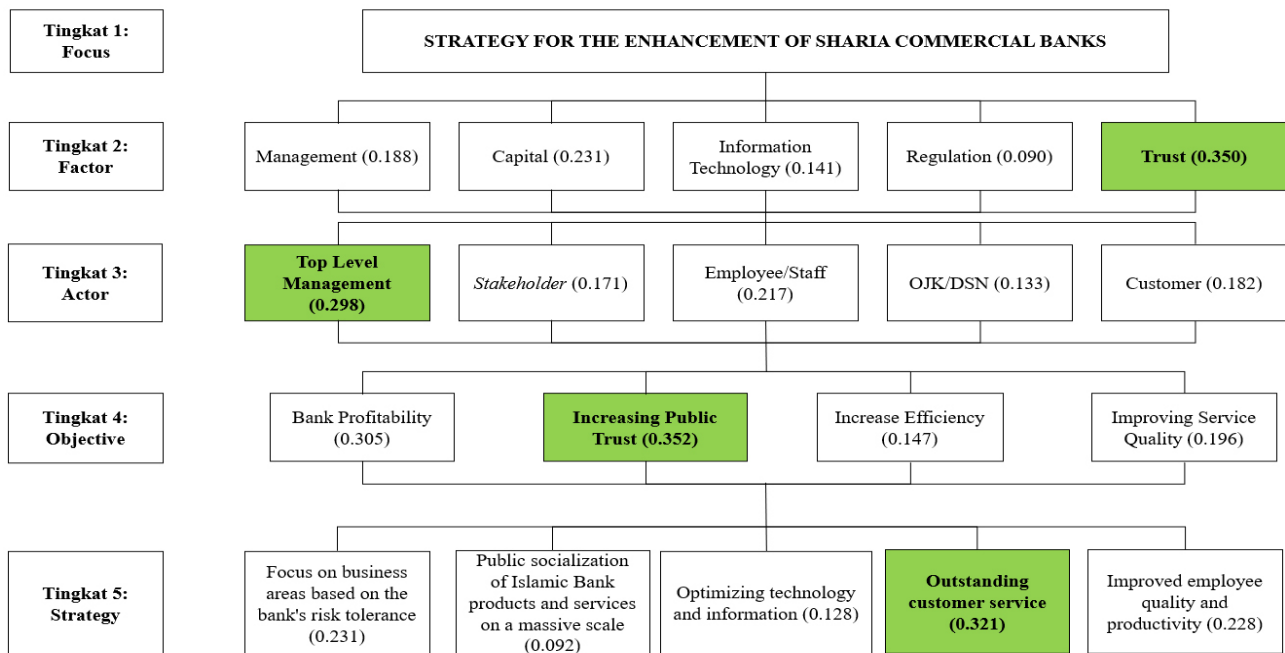 Tingkat 1:
Focus
STRATEGY FOR THE ENHANCEMENT OF SHARIA COMMERCIAL BANKS
Tingkat 2:
Factor
Management (0.188)
Capital (0.231)
Information
Technology (0.141)
Regulation (0.090)
Trust (0.350)
Tingkat 3:
Actor
Top Level
Management
(0.298)
Stakeholder (0.171)
Employee/Staff
(0.217)
OJK/DSN (0.133)
Customer (0.182)
Tingkat 4:
Objective
Bank Profitability
(0.305)
Increasing Public
Trust (0.352)
Increase Efficiency
(0.147)
Improving Service
Quality (0.196)
Tingkat 5:
Strategy
Focus on business
areas based on the
bank's risk tolerance
(0.231)
Public socialization
of Islamic Bank
products and services
on a massive scale
(0.092)
Optimizing technology
and information (0.128)
Outstanding
customer service
(0.321)
Improved employee
quality and
productivity (0.228)